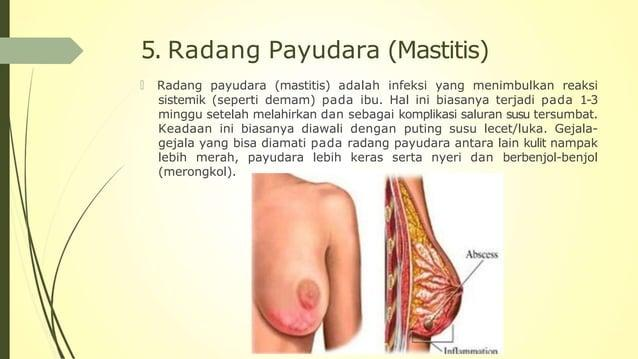 5. Radang Payudara (Mastitis)
Radang payudara (mastitis) adalah infeksi yang menimbulkan reaksi
sistemik (seperti demam) pada ibu. Hal ini biasanya terjadi pada 1-3
minggu setelah melahirkan dan sebagai komplikasi saluran susu tersumbat.
Keadaan ini biasanya diawali dengan puting susu lecet/luka. Gejala-
gejala yang bisa diamati pada radang payudara antara lain kulit nampak
lebih merah, payudara lebih keras serta nyeri dan berbenjol-benjol
(merongkol).
Abscess
Inflammation